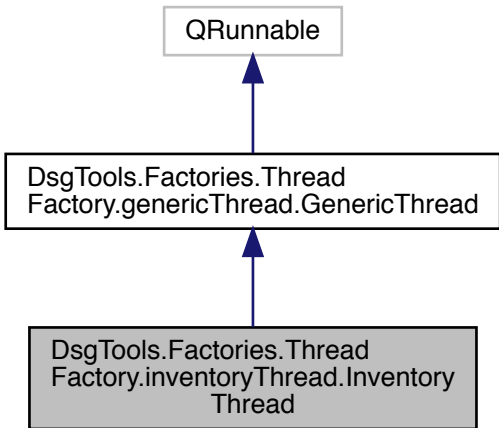 QRunnable
DsgTools.Factories.Thread
Factory.genericThread.GenericThread
DsgTools.Factories.Thread
Factory.inventoryThread.Inventory
Thread